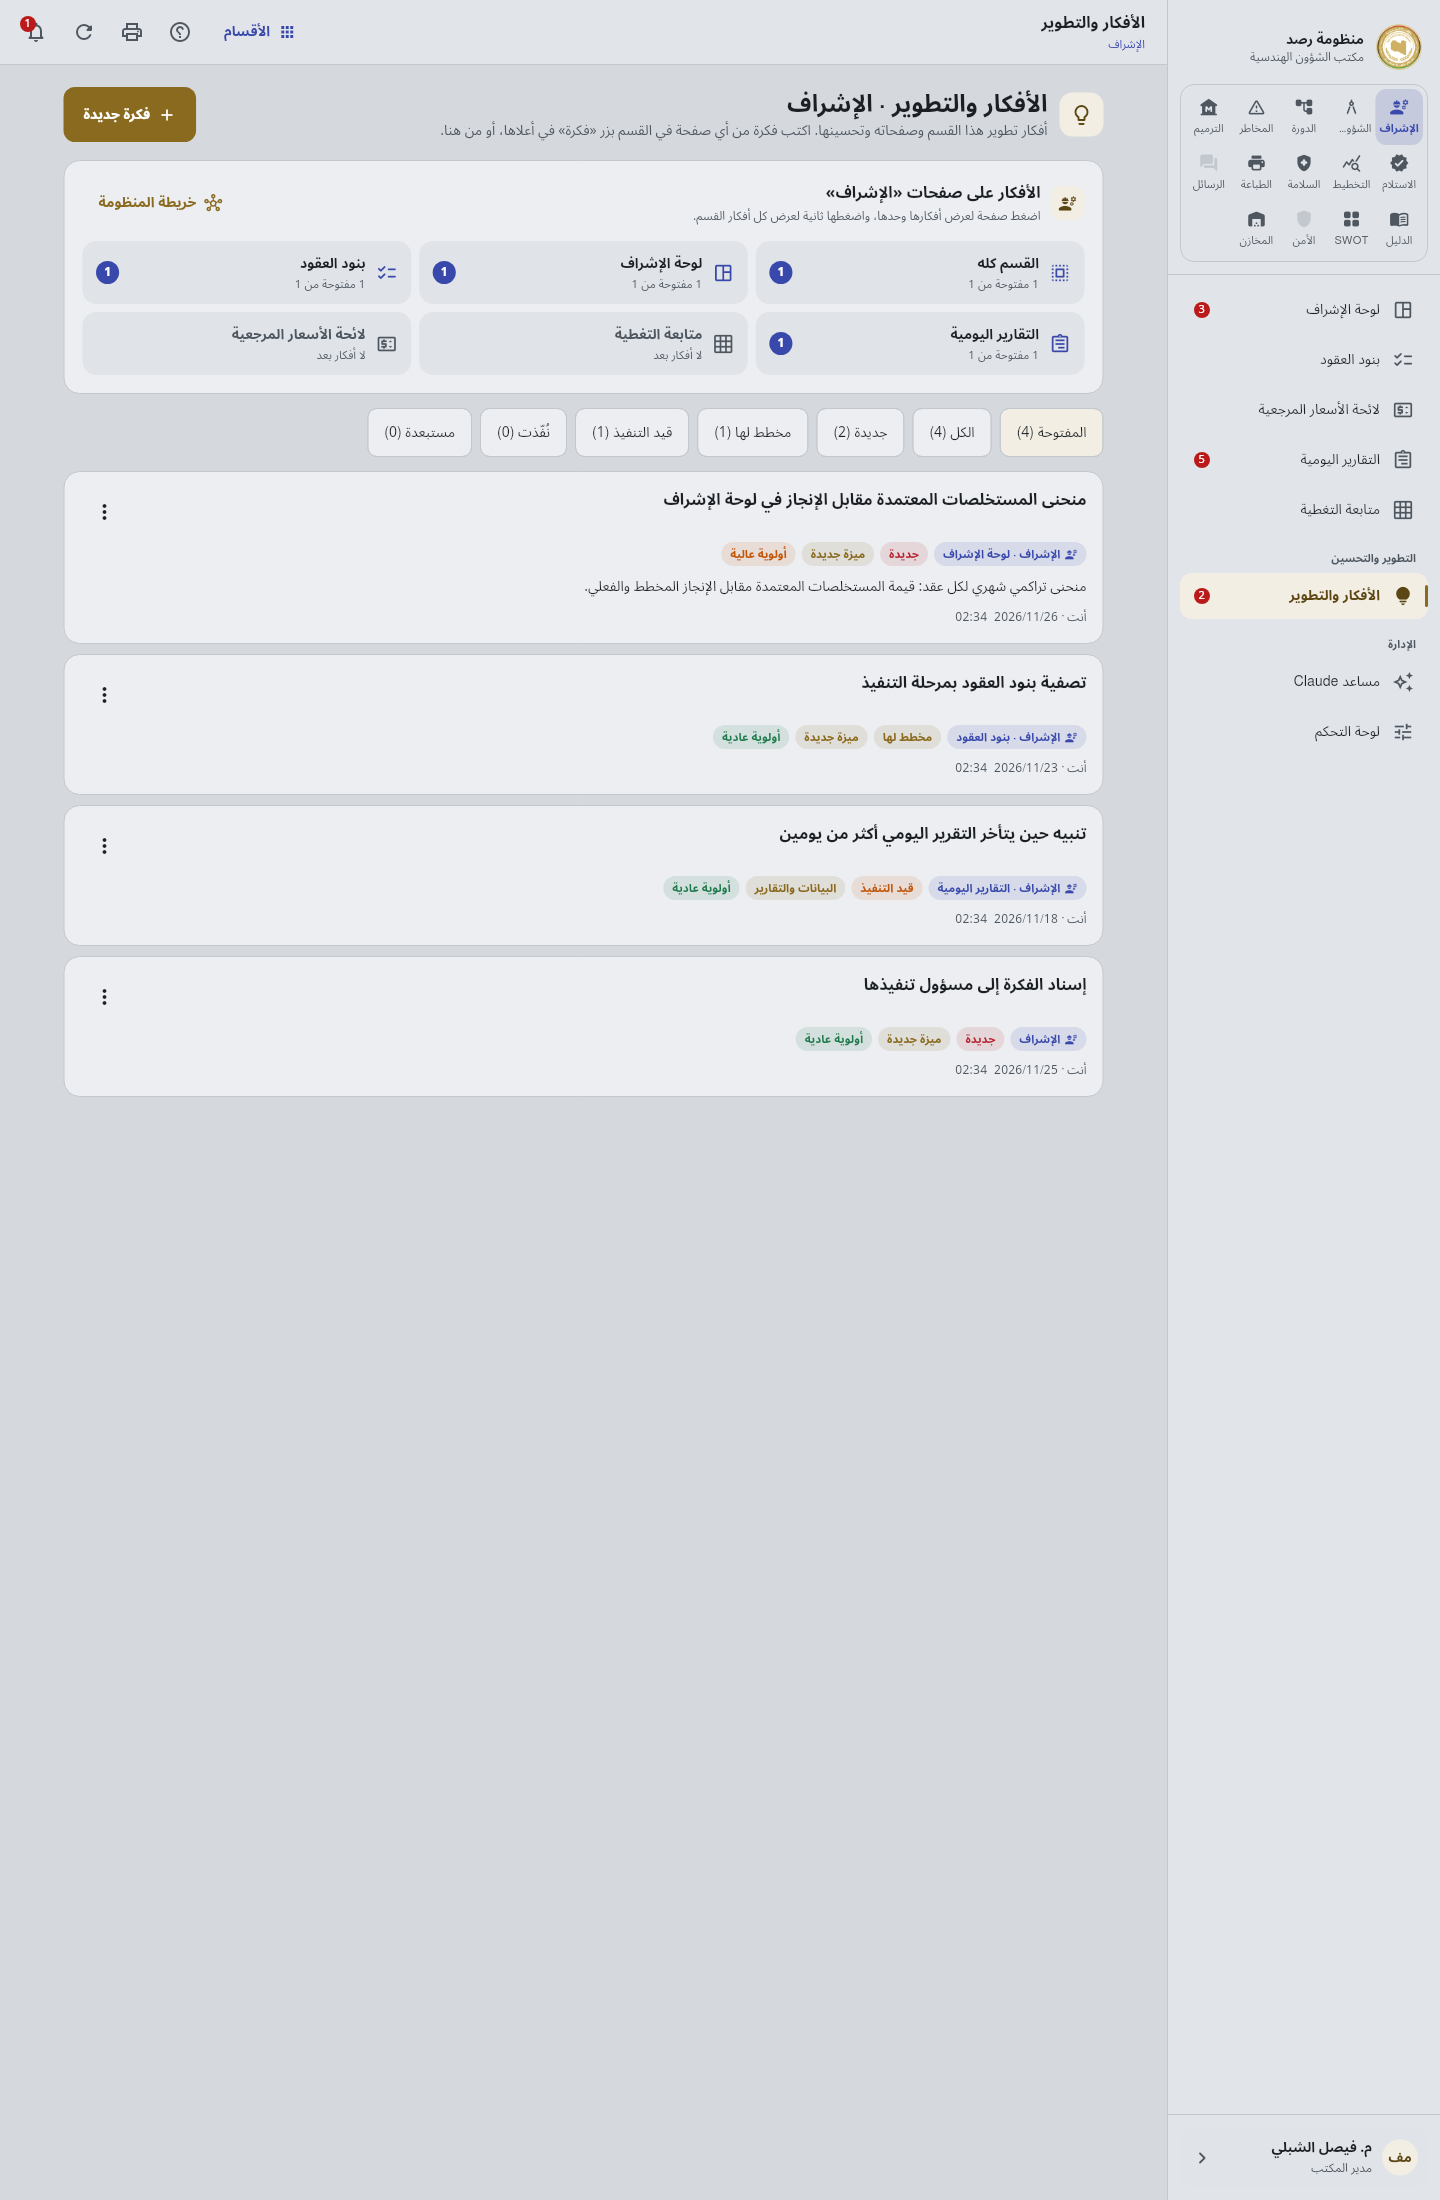 منظومة رصد
مكتب الشؤون الهندسية
الإشراف
الشؤو...
الدورة
المخاطر
الترميم
الاستلام
التخطيط
السلامة
الطباعة
الرسائل
الدليل
SWOT
الأمن
المخازن
لوحة الإشراف
3
بنود العقود
لائحة الأسعار المرجعية
التقارير اليومية
5
متابعة التغطية
التطوير والتحسين
الأفكار والتطوير
2
الإدارة
مساعد Claude
لوحة التحكم
م. فيصل الشبلي
مدير المكتب
مف
الأفكار والتطوير
الإشراف
الأقسام
1
الأفكار والتطوير · الإشراف
أفكار تطوير هذا القسم وصفحاته وتحسينها. اكتب فكرة من أي صفحة في القسم بزر «فكرة» في أعلاها، أو من هنا.
فكرة جديدة
الأفكار على صفحات «الإشراف»
اضغط صفحة لعرض أفكارها وحدها، واضغطها ثانية لعرض كل أفكار القسم.
خريطة المنظومة
القسم كله
1 مفتوحة من 1
1
لوحة الإشراف
1 مفتوحة من 1
1
بنود العقود
1 مفتوحة من 1
1
التقارير اليومية
1 مفتوحة من 1
1
متابعة التغطية
لا أفكار بعد
لائحة الأسعار المرجعية
لا أفكار بعد
المفتوحة (4)
الكل (4)
جديدة (2)
مخطط لها (1)
قيد التنفيذ (1)
نُفّذت (0)
مستبعدة (0)
منحنى المستخلصات المعتمدة مقابل الإنجاز في لوحة الإشراف
الإشراف · لوحة الإشراف
جديدة
ميزة جديدة
أولوية عالية
منحنى تراكمي شهري لكل عقد: قيمة المستخلصات المعتمدة مقابل الإنجاز المخطط والفعلي.
أنت · 2026/11/26 02:34
تصفية بنود العقود بمرحلة التنفيذ
الإشراف · بنود العقود
مخطط لها
ميزة جديدة
أولوية عادية
أنت · 2026/11/23 02:34
تنبيه حين يتأخر التقرير اليومي أكثر من يومين
الإشراف · التقارير اليومية
قيد التنفيذ
البيانات والتقارير
أولوية عادية
أنت · 2026/11/18 02:34
إسناد الفكرة إلى مسؤول تنفيذها
الإشراف
جديدة
ميزة جديدة
أولوية عادية
أنت · 2026/11/25 02:34